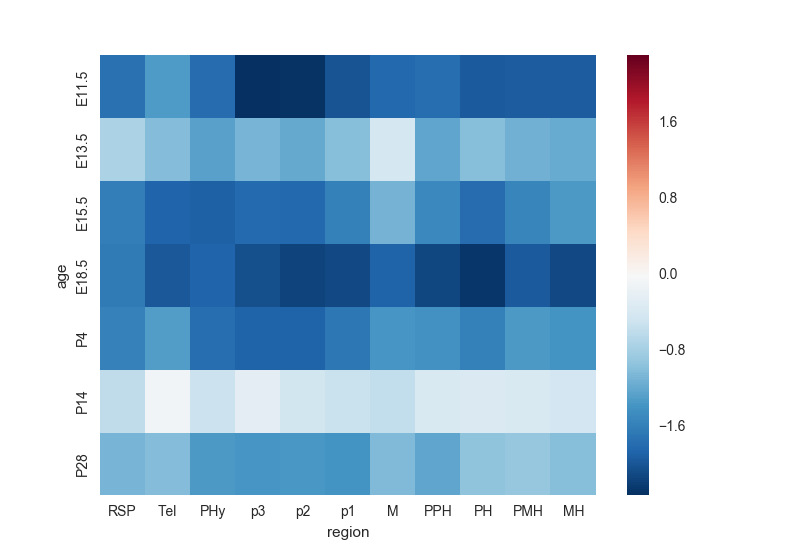 age
E11.5
E13.5
E15.5
E18.5
P4
P14
P28
RSP Tel PHy p3 p2 p1 M PPH PH PMH MH
region
1.6
0.8
0.0
−0.8
−1.6